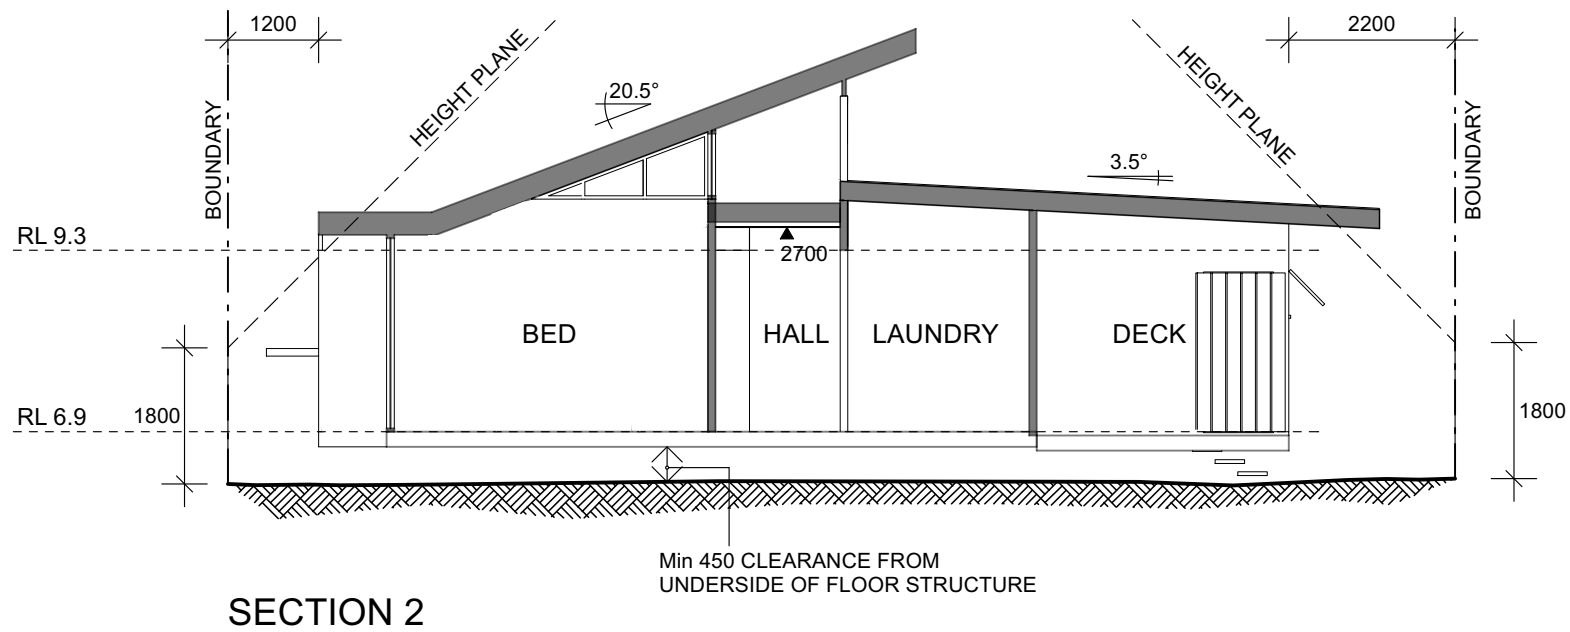 1200
2200
HEIGHT PLANE
HEIGHT PLANE
20.5°
BOUNDARY
BOUNDARY
3.5°
RL 9.3
2700
BED
HALL
LAUNDRY
DECK
RL 6.9
1800
1800
Min 450 CLEARANCE FROM
UNDERSIDE OF FLOOR STRUCTURE
SECTION 2